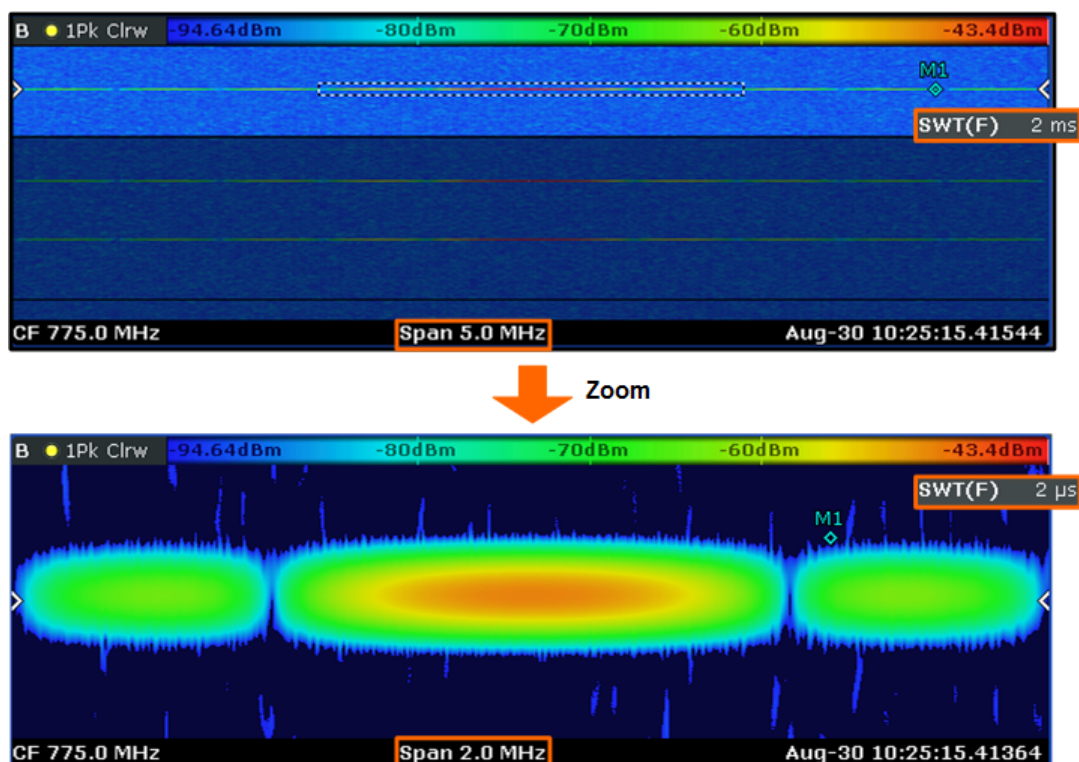 B 1Pk Clrw -94.64dBm -80dBm -70dBm -60dBm -43.4dBm
M1
SWT(F) 2 ms
CF 775.0 MHz Span 5.0 MHz Aug-30 10:25:15.41544
Zoom
B 1Pk Clrw -94.64dBm -80dBm -70dBm -60dBm -43.4dBm
SWT(F) 2 µs
M1
CF 775.0 MHz Span 2.0 MHz Aug-30 10:25:15.41364